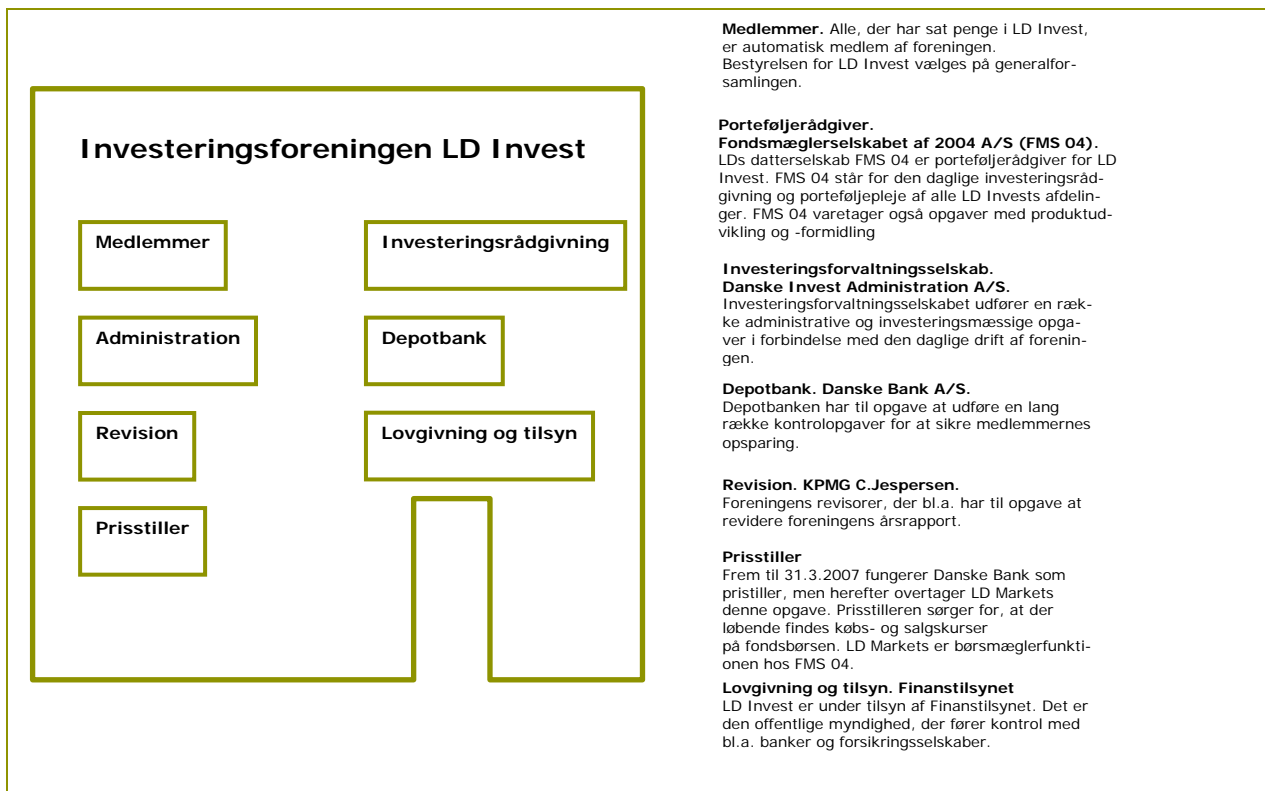 Investeringsforeningen LD Invest
Medlemmer
Investeringsrådgivning
Administration
Depotbank
Revision
Lovgivning og tilsyn
Prisstiller
Medlemmer. Alle, der har sat penge i LD Invest,
er automatisk medlem af foreningen.
Bestyrelsen for LD Invest vælges på generalfor-
samlingen.
Porteføljerådgiver.
Fondsmæglerselskabet af 2004 A/S (FMS 04).
LDs datterselskab FMS 04 er porteføljerådgiver for LD
Invest. FMS 04 står for den daglige investeringsråd-
givning og porteføljepleje af alle LD Invests afdelin-
ger. FMS 04 varetager også opgaver med produktud-
vikling og -formidling
Investeringsforvaltningsselskab.
Danske Invest Administration A/S.
Investeringsforvaltningsselskabet udfører en ræk-
ke administrative og investeringsmæssige opga-
ver i forbindelse med den daglige drift af forenin-
gen.
Depotbank. Danske Bank A/S.
Depotbanken har til opgave at udføre en lang
række kontrolopgaver for at sikre medlemmernes
opsparing.
Revision. KPMG C.Jespersen.
Foreningens revisorer, der bl.a. har til opgave at
revidere foreningens årsrapport.
Prisstiller
Frem til 31.3.2007 fungerer Danske Bank som
pristiller, men herefter overtager LD Markets
denne opgave. Prisstilleren sørger for, at der
løbende findes købs- og salgskurser
på fondsbørsen. LD Markets er børsmæglerfunkti-
onen hos FMS 04.
Lovgivning og tilsyn. Finanstilsynet
LD Invest er under tilsyn af Finanstilsynet. Det er
den offentlige myndighed, der fører kontrol med
bl.a. banker og forsikringsselskaber.